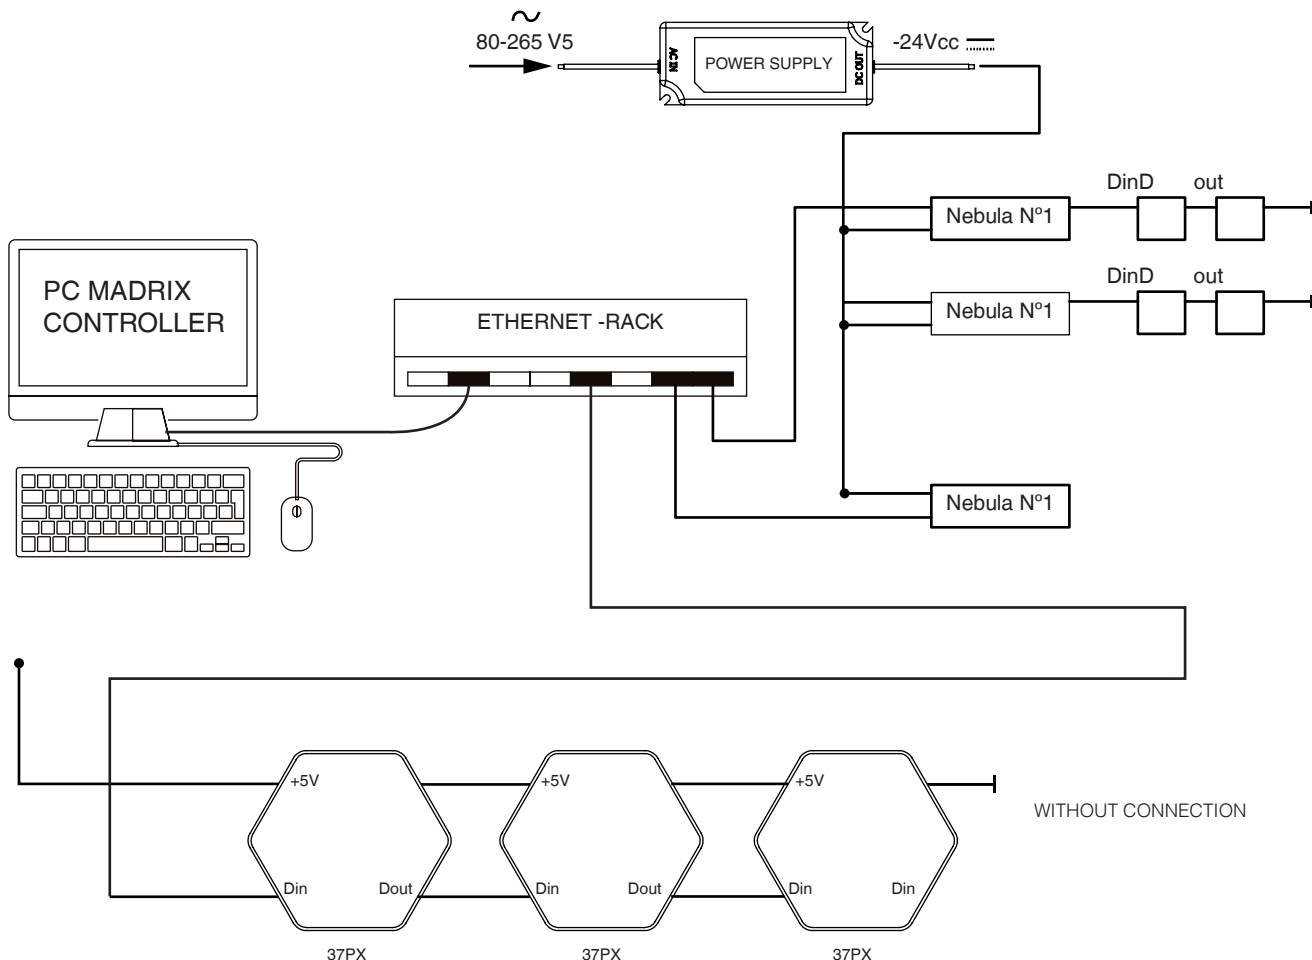 80-265 V5
AC IN
POWER SUPPLY
DC OUT
-24Vcc
DinD out
Nebula Nº1
DinD out
Nebula Nº1
PC MADRIX
CONTROLLER
ETHERNET -RACK
Nebula Nº1
+5V +5V +5V
WITHOUT CONNECTION
Din Dout Din Dout Din Din
37PX 37PX 37PX